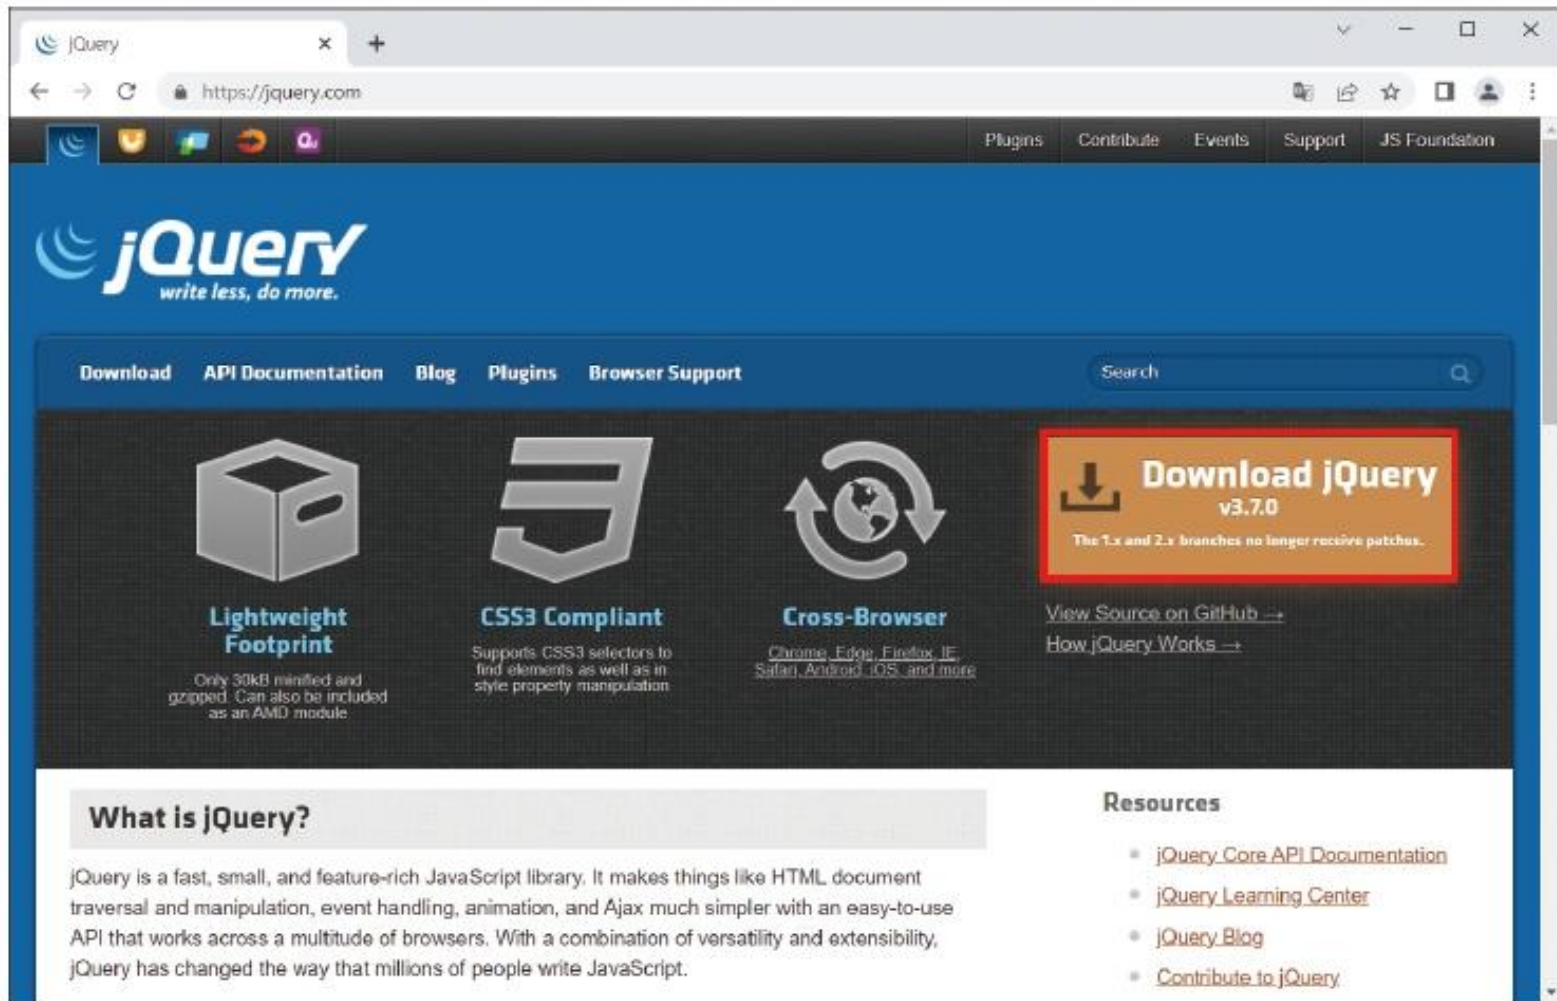 jQuery
https://jquery.com
Plugins
Contribute
Events
Support
JS Foundation
jQuery
write less, do more.
Download
API Documentation
Blog
Plugins
Browser Support
Search
Lightweight
Footprint
Only 30kB minified and
gzipped. Can also be included
as an AMD module
CSS3 Compliant
Supports CSS3 selectors to
find elements as well as in
style property manipulation
Cross-Browser
Chrome, Edge, Firefox, IE,
Safari, Android, iOS, and more
Download jQuery
v3.7.0
The 1.x and 2.x branches no longer receive patches.
View Source on GitHub →
How jQuery Works →
What is jQuery?
jQuery is a fast, small, and feature-rich JavaScript library. It makes things like HTML document
traversal and manipulation, event handling, animation, and Ajax much simpler with an easy-to-use
API that works across a multitude of browsers. With a combination of versatility and extensibility,
jQuery has changed the way that millions of people write JavaScript.
Resources
jQuery Core API Documentation
jQuery Learning Center
jQuery Blog
Contribute to jQuery